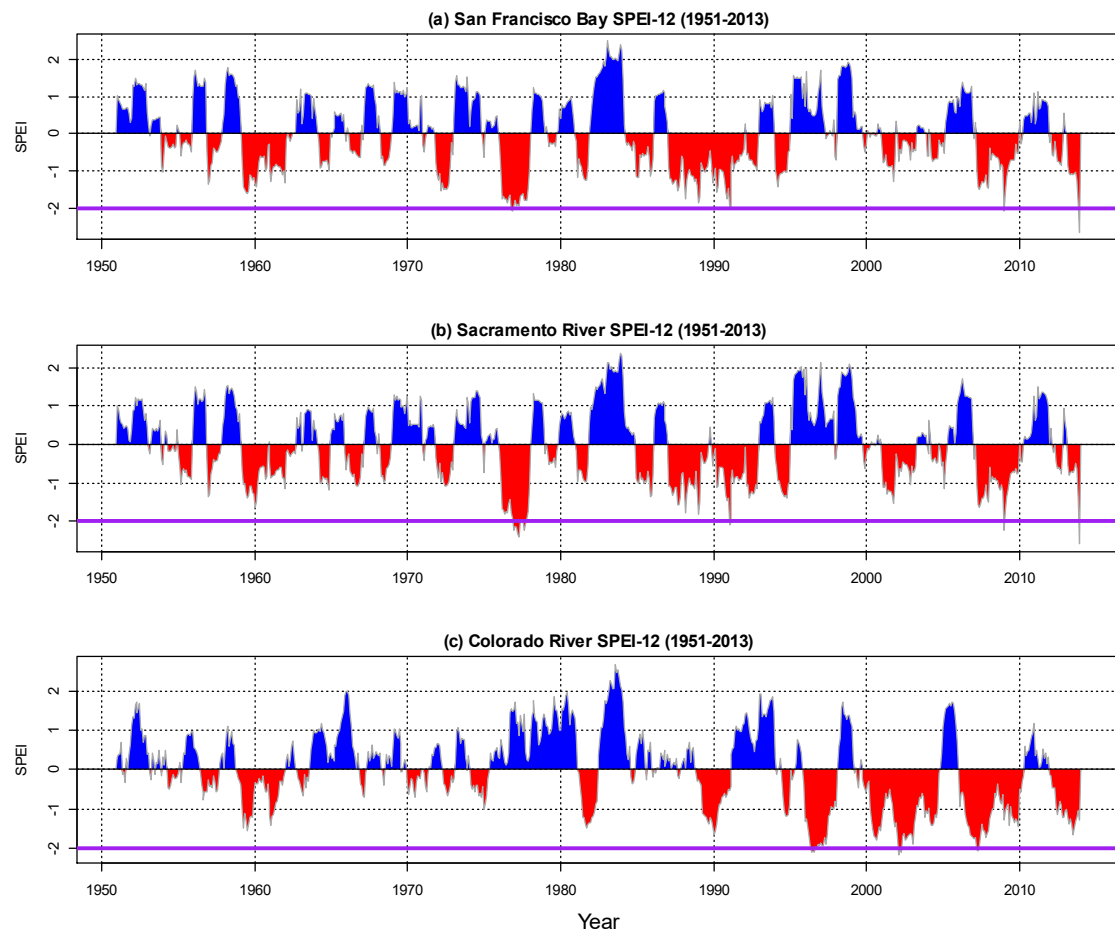 (a) San Francisco Bay SPEI-12 (1951-2013)
SPEI
2
1
0
-1
-2
1950 1960 1970 1980 1990 2000 2010
(b) Sacramento River SPEI-12 (1951-2013)
SPEI
2
1
0
-1
-2
1950 1960 1970 1980 1990 2000 2010
(c) Colorado River SPEI-12 (1951-2013)
SPEI
2
1
0
-1
-2
1950 1960 1970 1980 1990 2000 2010
Year